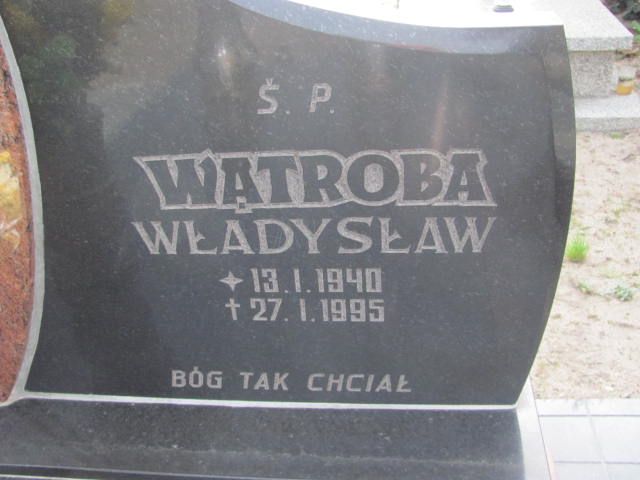 Ś. P.
WĄTROBA
WŁADYSŁAW
✦ 13.I.1940
✝ 27.I.1995
BÓG TAK CHCIAŁ